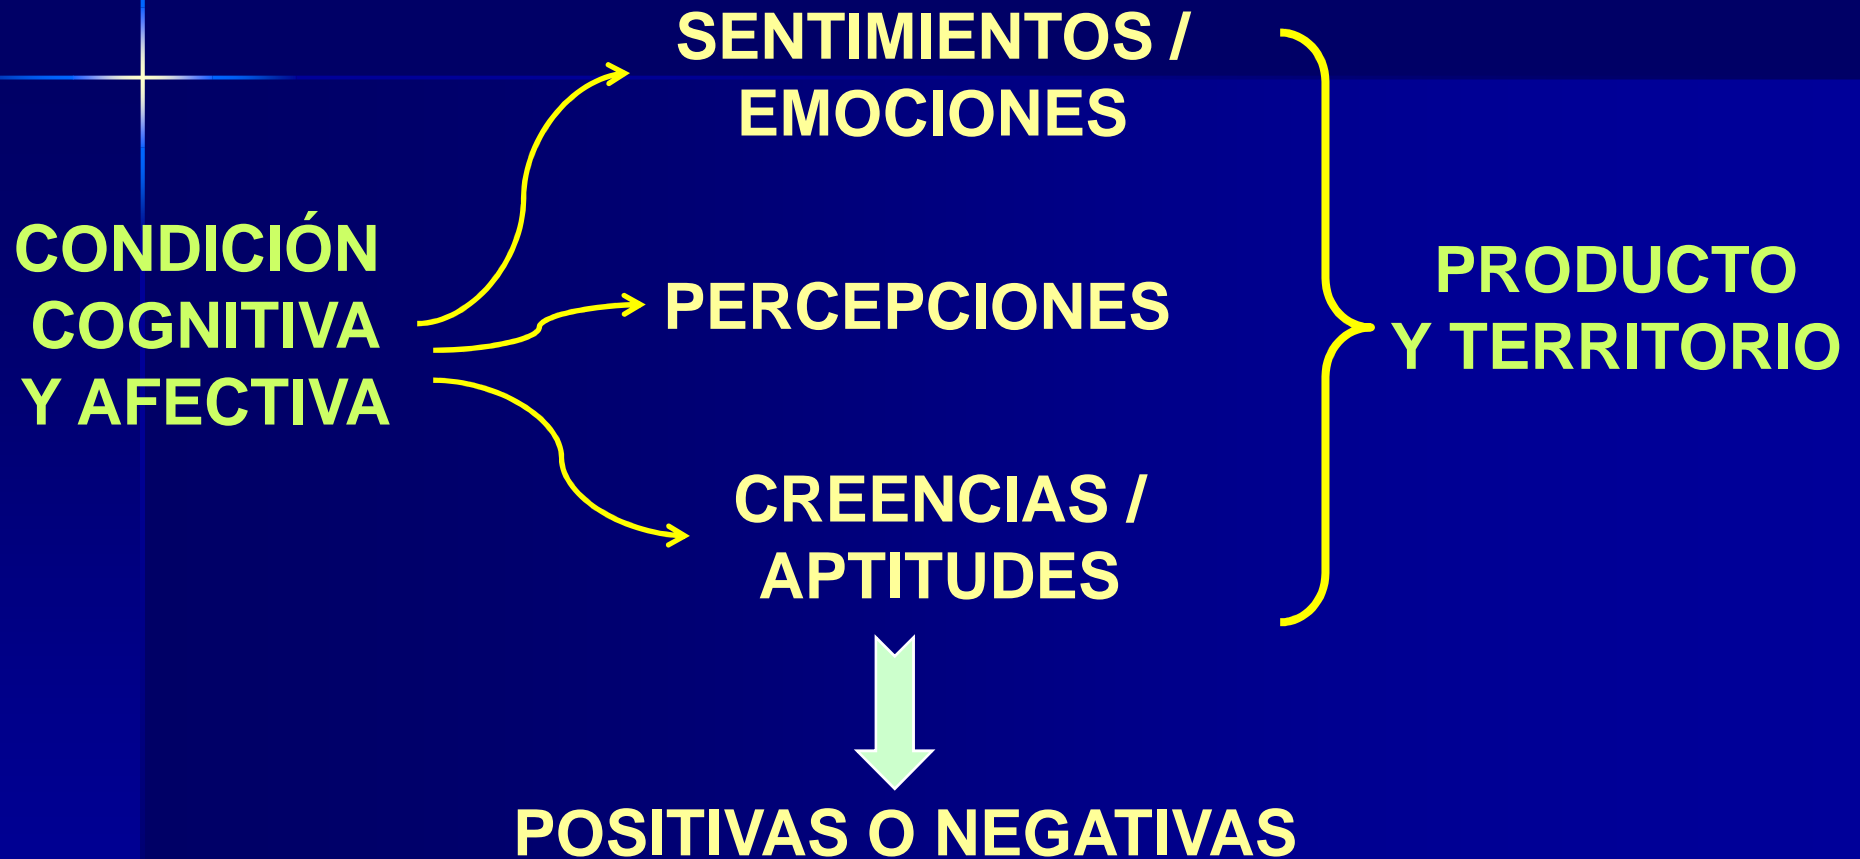 SENTIMIENTOS /
EMOCIONES
CONDICIÓN
COGNITIVA
Y AFECTIVA
PERCEPCIONES
PRODUCTO
Y TERRITORIO
CREENCIAS /
APTITUDES
POSITIVAS O NEGATIVAS